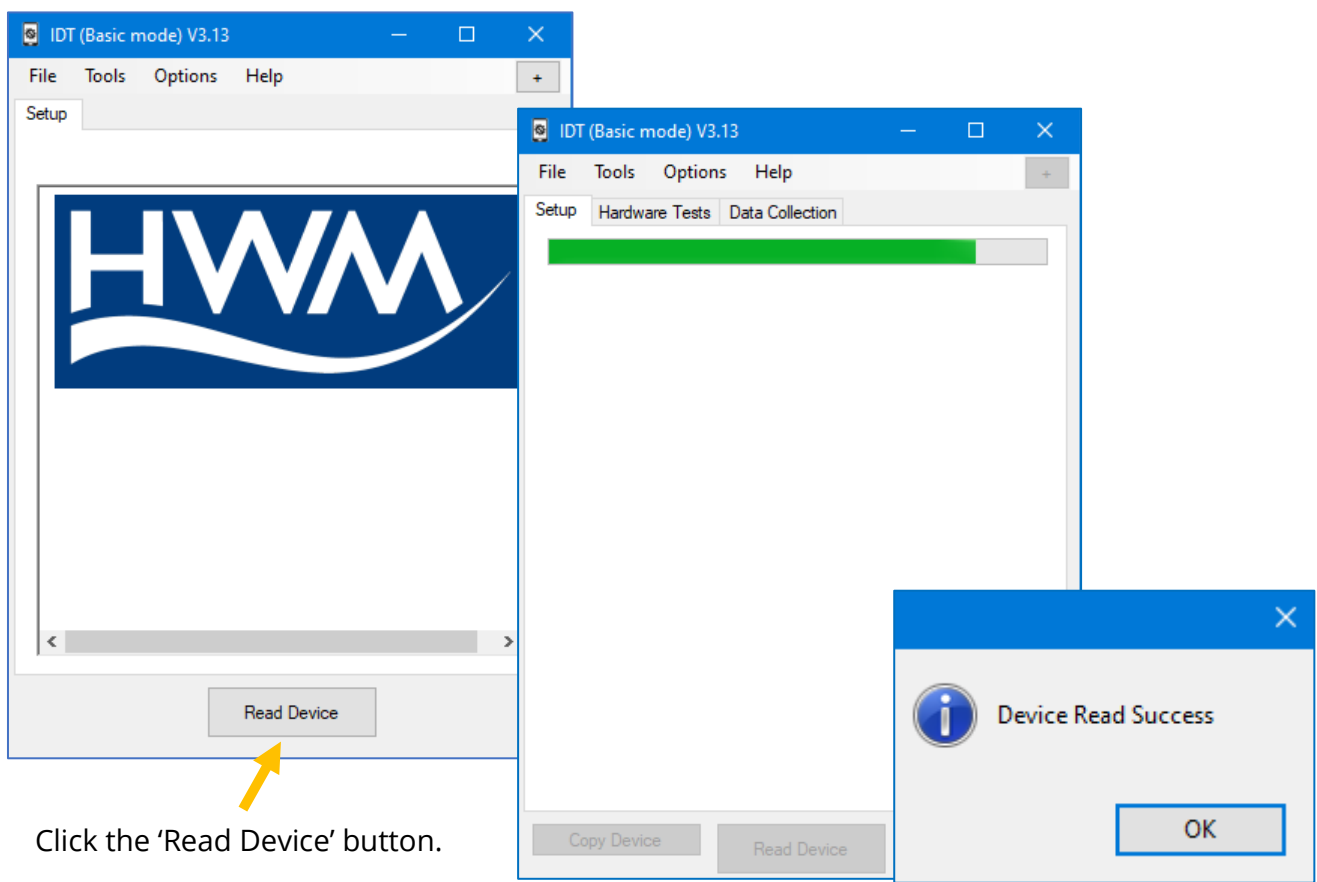 IDT (Basic mode) V3.13
File Tools Options Help +
Setup
HWM
Read Device
Click the ‘Read Device’ button.
IDT (Basic mode) V3.13
File Tools Options Help +
Setup Hardware Tests Data Collection
Copy Device Read Device
Device Read Success
OK